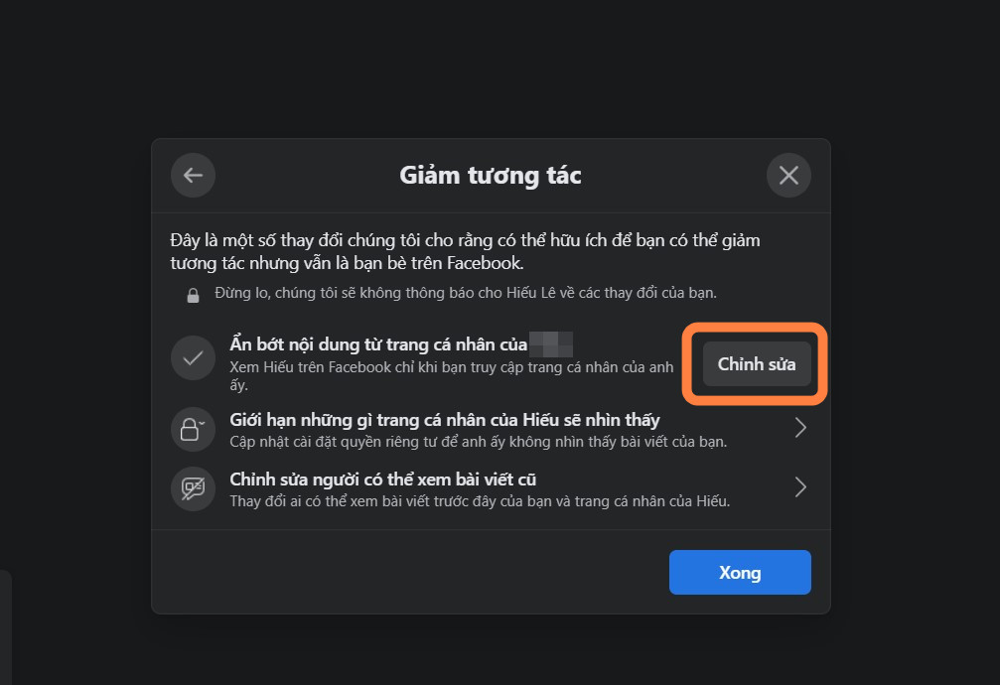 Giảm tương tác
Đây là một số thay đổi chúng tôi cho rằng có thể hữu ích để bạn có thể giảm
tương tác nhưng vẫn là bạn bè trên Facebook.
Đừng lo, chúng tôi sẽ không thông báo cho Hiếu Lê về các thay đổi của bạn.
Ẩn bớt nội dung từ trang cá nhân của
Xem Hiếu trên Facebook chỉ khi bạn truy cập trang cá nhân của anh
ấy.
Chỉnh sửa
Giới hạn những gì trang cá nhân của Hiếu sẽ nhìn thấy
Cập nhật cài đặt quyền riêng tư để anh ấy không nhìn thấy bài viết của bạn.
Chỉnh sửa người có thể xem bài viết cũ
Thay đổi ai có thể xem bài viết trước đây của bạn và trang cá nhân của Hiếu.
Xong